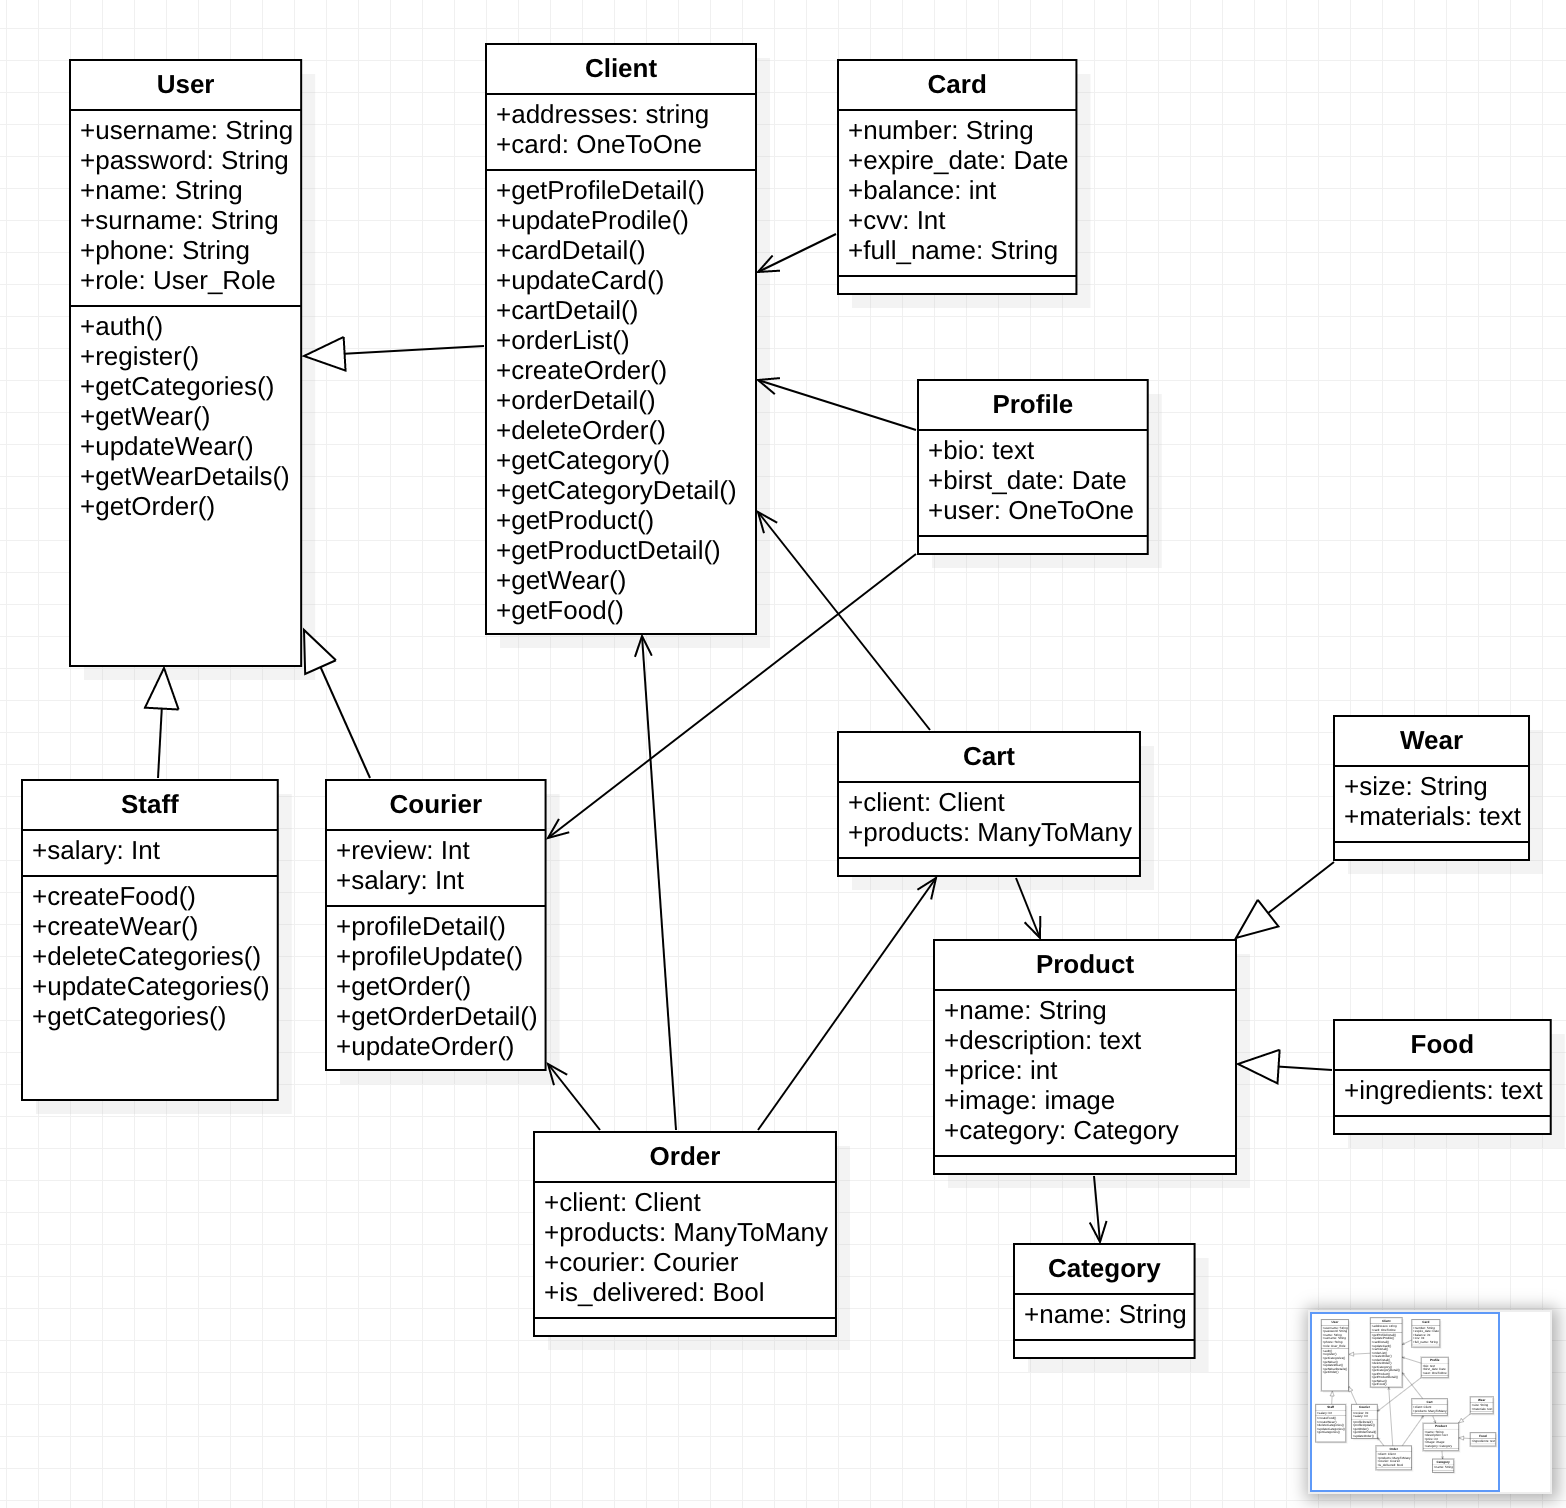 User
+username: String
+password: String
+name: String
+surname: String
+phone: String
+role: User_Role
+auth()
+register()
+getCategories()
+getWear()
+updateWear()
+getWearDetails()
+getOrder()
Client
+addresses: string
+card: OneToOne
+getProfileDetail()
+updateProdile()
+cardDetail()
+updateCard()
+cartDetail()
+orderList()
+createOrder()
+orderDetail()
+deleteOrder()
+getCategory()
+getCategoryDetail()
+getProduct()
+getProductDetail()
+getWear()
+getFood()
Card
+number: String
+expire_date: Date
+balance: int
+cvv: Int
+full_name: String
Profile
+bio: text
+birst_date: Date
+user: OneToOne
Staff
+salary: Int
+createFood()
+createWear()
+deleteCategories()
+updateCategories()
+getCategories()
Courier
+review: Int
+salary: Int
+profileDetail()
+profileUpdate()
+getOrder()
+getOrderDetail()
+updateOrder()
Cart
+client: Client
+products: ManyToMany
Wear
+size: String
+materials: text
Product
+name: String
+description: text
+price: int
+image: image
+category: Category
Food
+ingredients: text
Order
+client: Client
+products: ManyToMany
+courier: Courier
+is_delivered: Bool
Category
+name: String